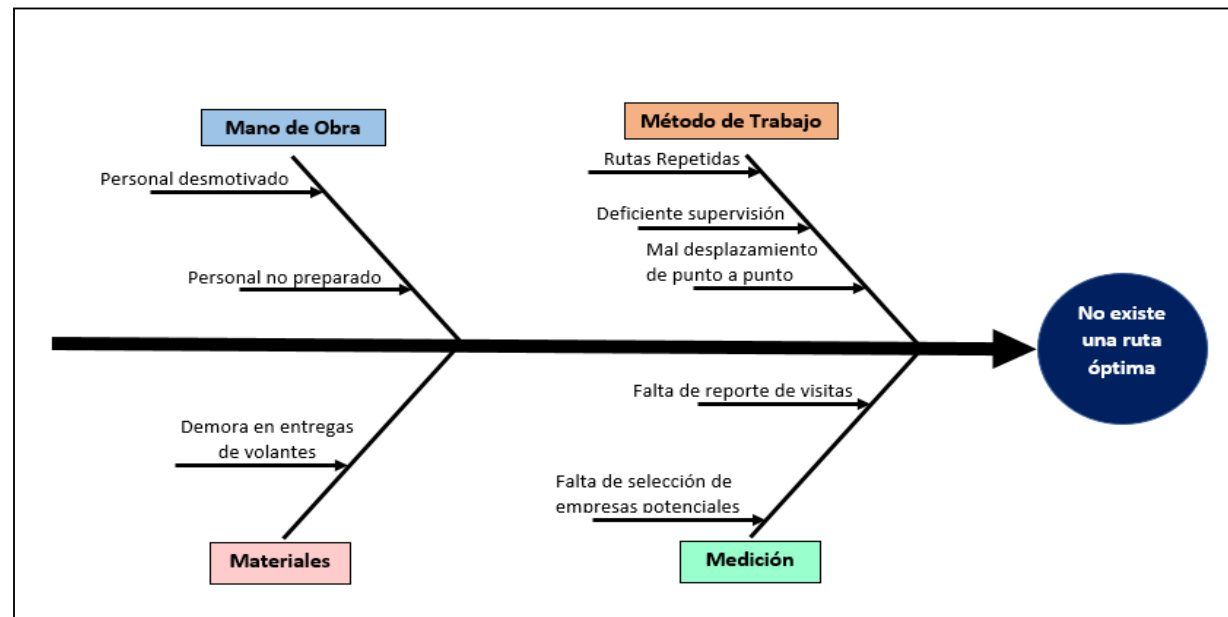 Mano de Obra
Personal desmotivado
Personal no preparado
Método de Trabajo
Rutas Repetidas
Deficiente supervisión
Mal desplazamiento
de punto a punto
No existe
una ruta
óptima
Demora en entregas
de volantes
Materiales
Falta de reporte de visitas
Falta de selección de
empresas potenciales
Medición